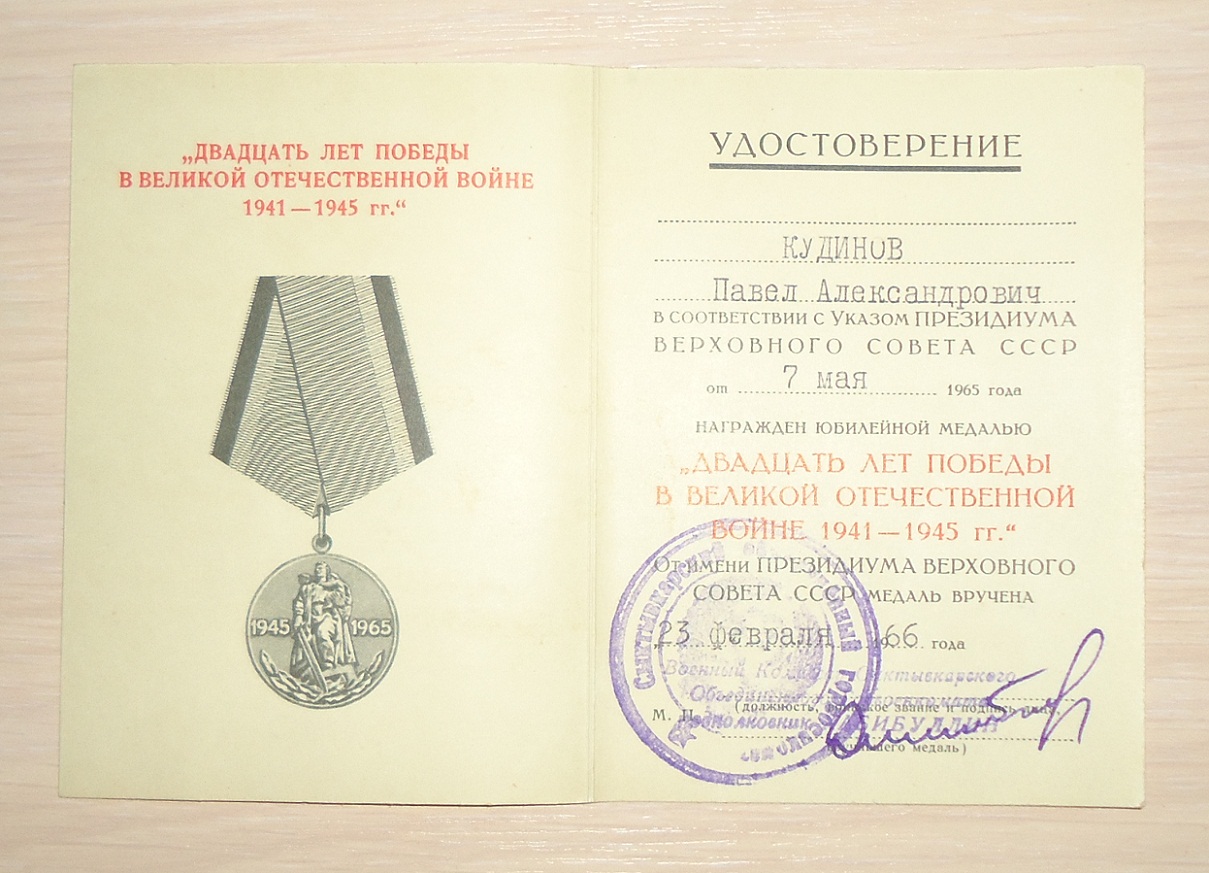 „ДВАДЦАТЬ ЛЕТ ПОБЕДЫ
В ВЕЛИКОЙ ОТЕЧЕСТВЕННОЙ ВОЙНЕ
1941—1945 гг.“
1945 1965
УДОСТОВЕРЕНИЕ
КУДИНОВ
Павел Александрович
В СООТВЕТСТВИИ С УКАЗОМ ПРЕЗИДИУМА
ВЕРХОВНОГО СОВЕТА СССР
от 7 мая 1965 года
НАГРАЖДЕН ЮБИЛЕЙНОЙ МЕДАЛЬЮ
„ДВАДЦАТЬ ЛЕТ ПОБЕДЫ
В ВЕЛИКОЙ ОТЕЧЕСТВЕННОЙ
ВОЙНЕ 1941—1945 гг.“
От имени ПРЕЗИДИУМА ВЕРХОВНОГО
СОВЕТА СССР МЕДАЛЬ ВРУЧЕНА
„23 февраля 1966 года
Военный Сыктывкарского
М. П. (должность, звание и подпись лица,
Подполковник
медаль)
Сыктывкарский